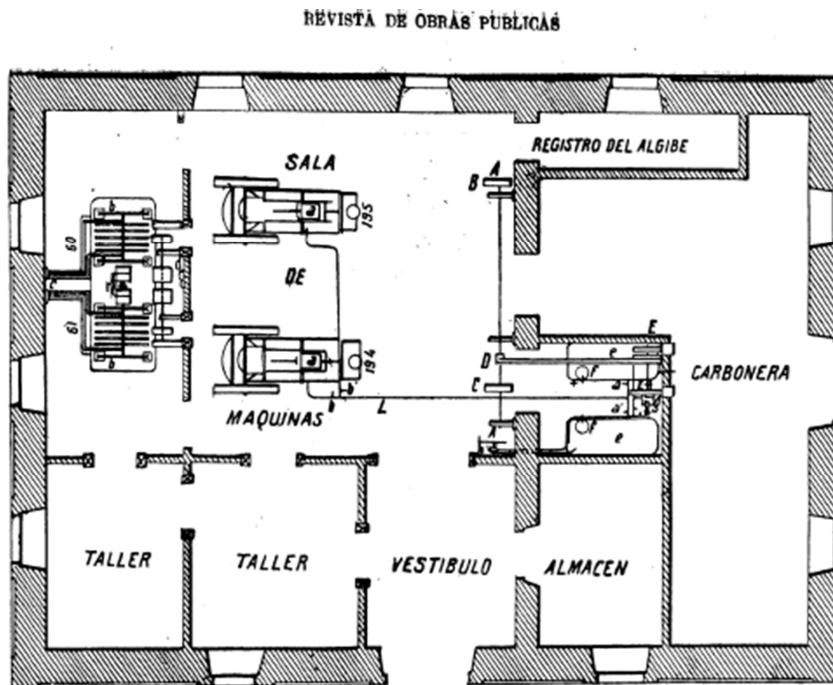 REVISTA DE OBRAS PUBLICAS
REGISTRO DEL ALGIBE
SALA
A
B
195
b
60
DE
c
61
b
E
e
D
194
C
F
CARBONERA
b
b
L
a
a
MAQUINAS
F
e
A
TALLER
TALLER
VESTIBULO
ALMACEN